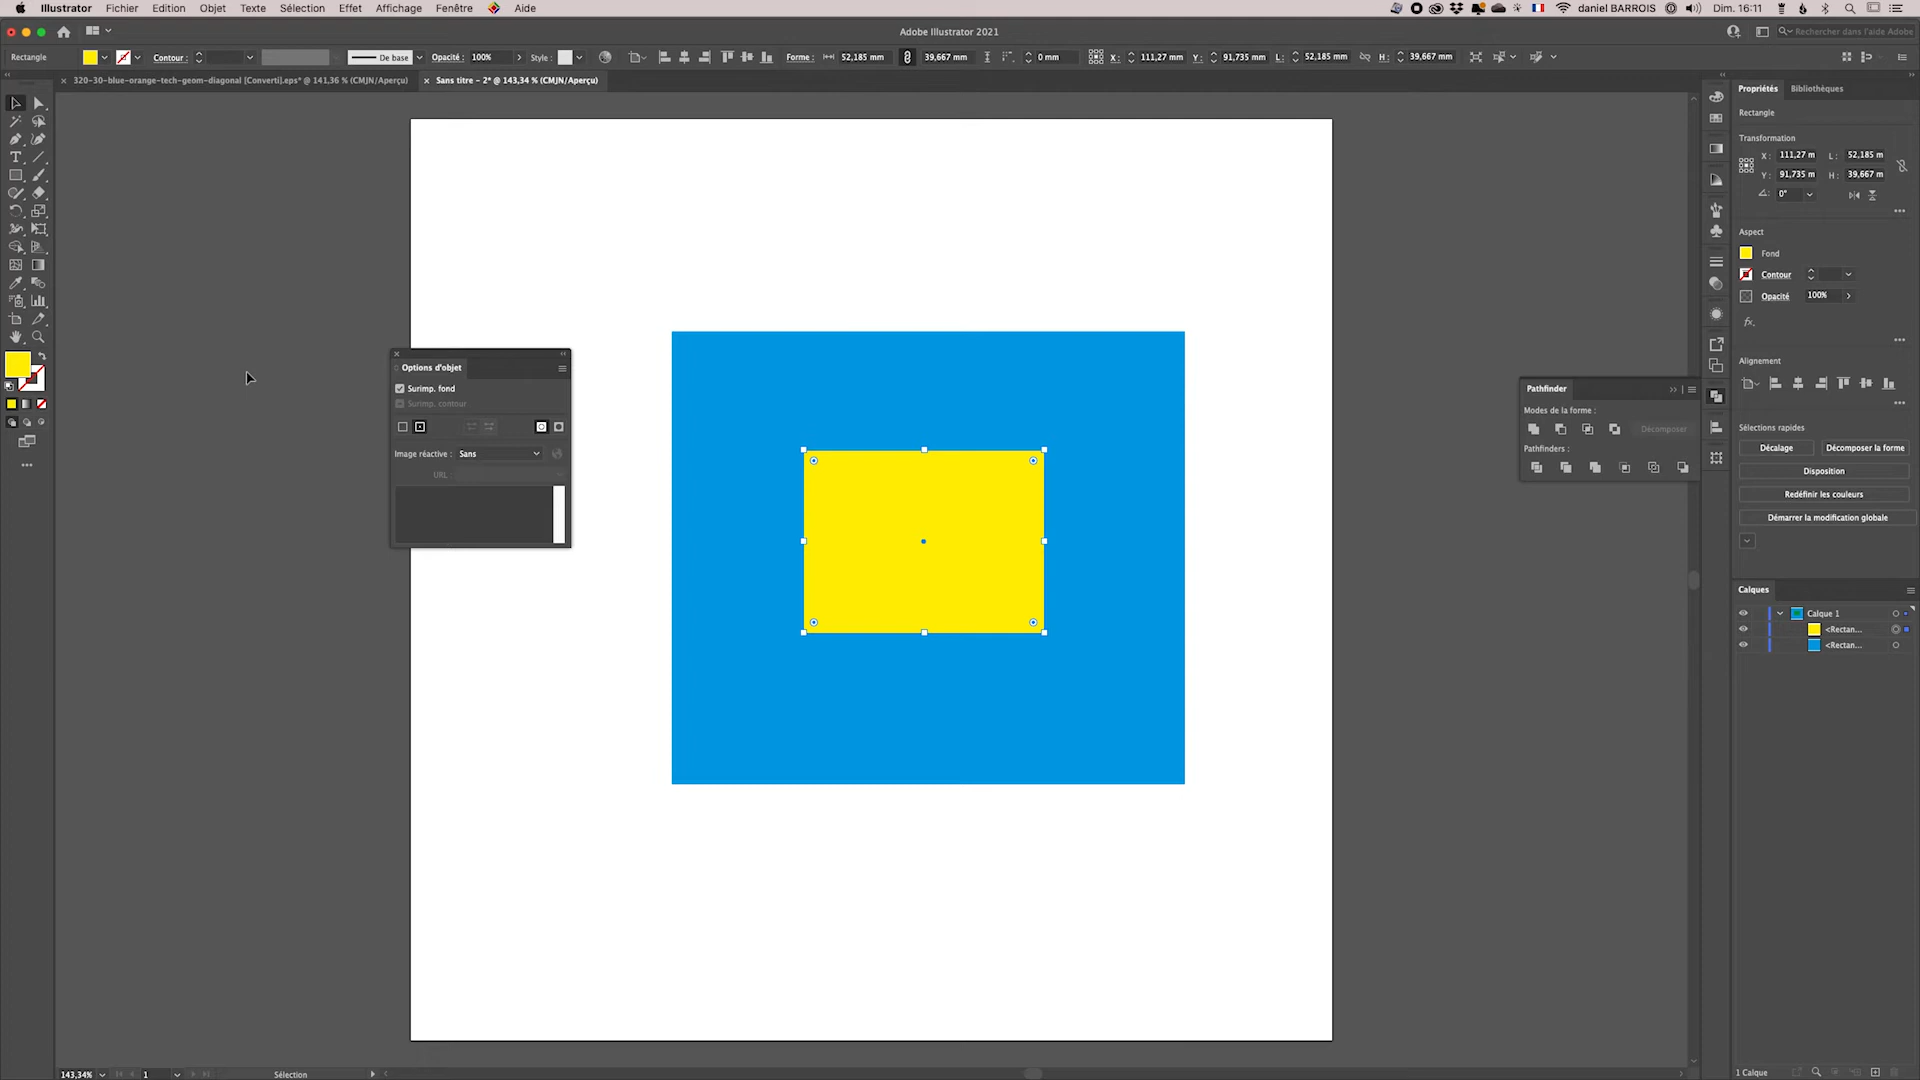 Illustrator Fichier Edition Objet Texte Sélection Effet Affichage Fenêtre Aide
daniel BARROIS
Dim. 16:11
Adobe Illustrator 2021
Rechercher dans l'aide Adobe
Rectangle
Contour :
De base
Opacité : 100%
Style :
Forme :
52,185 mm
39,667 mm
0 mm
X : 111,27 mm
Y : 91,735 mm
L : 52,185 mm
H : 39,667 mm
320-30-blue-orange-tech-geom-diagonal [Converti].eps* @ 141,36 % (CMJN/Aperçu)
Sans titre - 2* @ 143,34 % (CMJN/Aperçu)
Options d'objet
Surimp. fond
Surimp. contour
Image réactive : Sans
URL :
Pathfinder
Modes de la forme :
Décomposer
Pathfinders :
Propriétés Bibliothèques
Rectangle
Transformation
X : 111,27 m L : 52,185 m
Y : 91,735 m H : 39,667 m
0°
Aspect
Fond
Contour
Opacité 100%
fx.
Alignement
Sélections rapides
Décalage Décomposer la forme
Disposition
Redéfinir les couleurs
Démarrer la modification globale
Calques
Calque 1
<Rectan...
<Rectan...
1 Calque
143,34% 1 Sélection